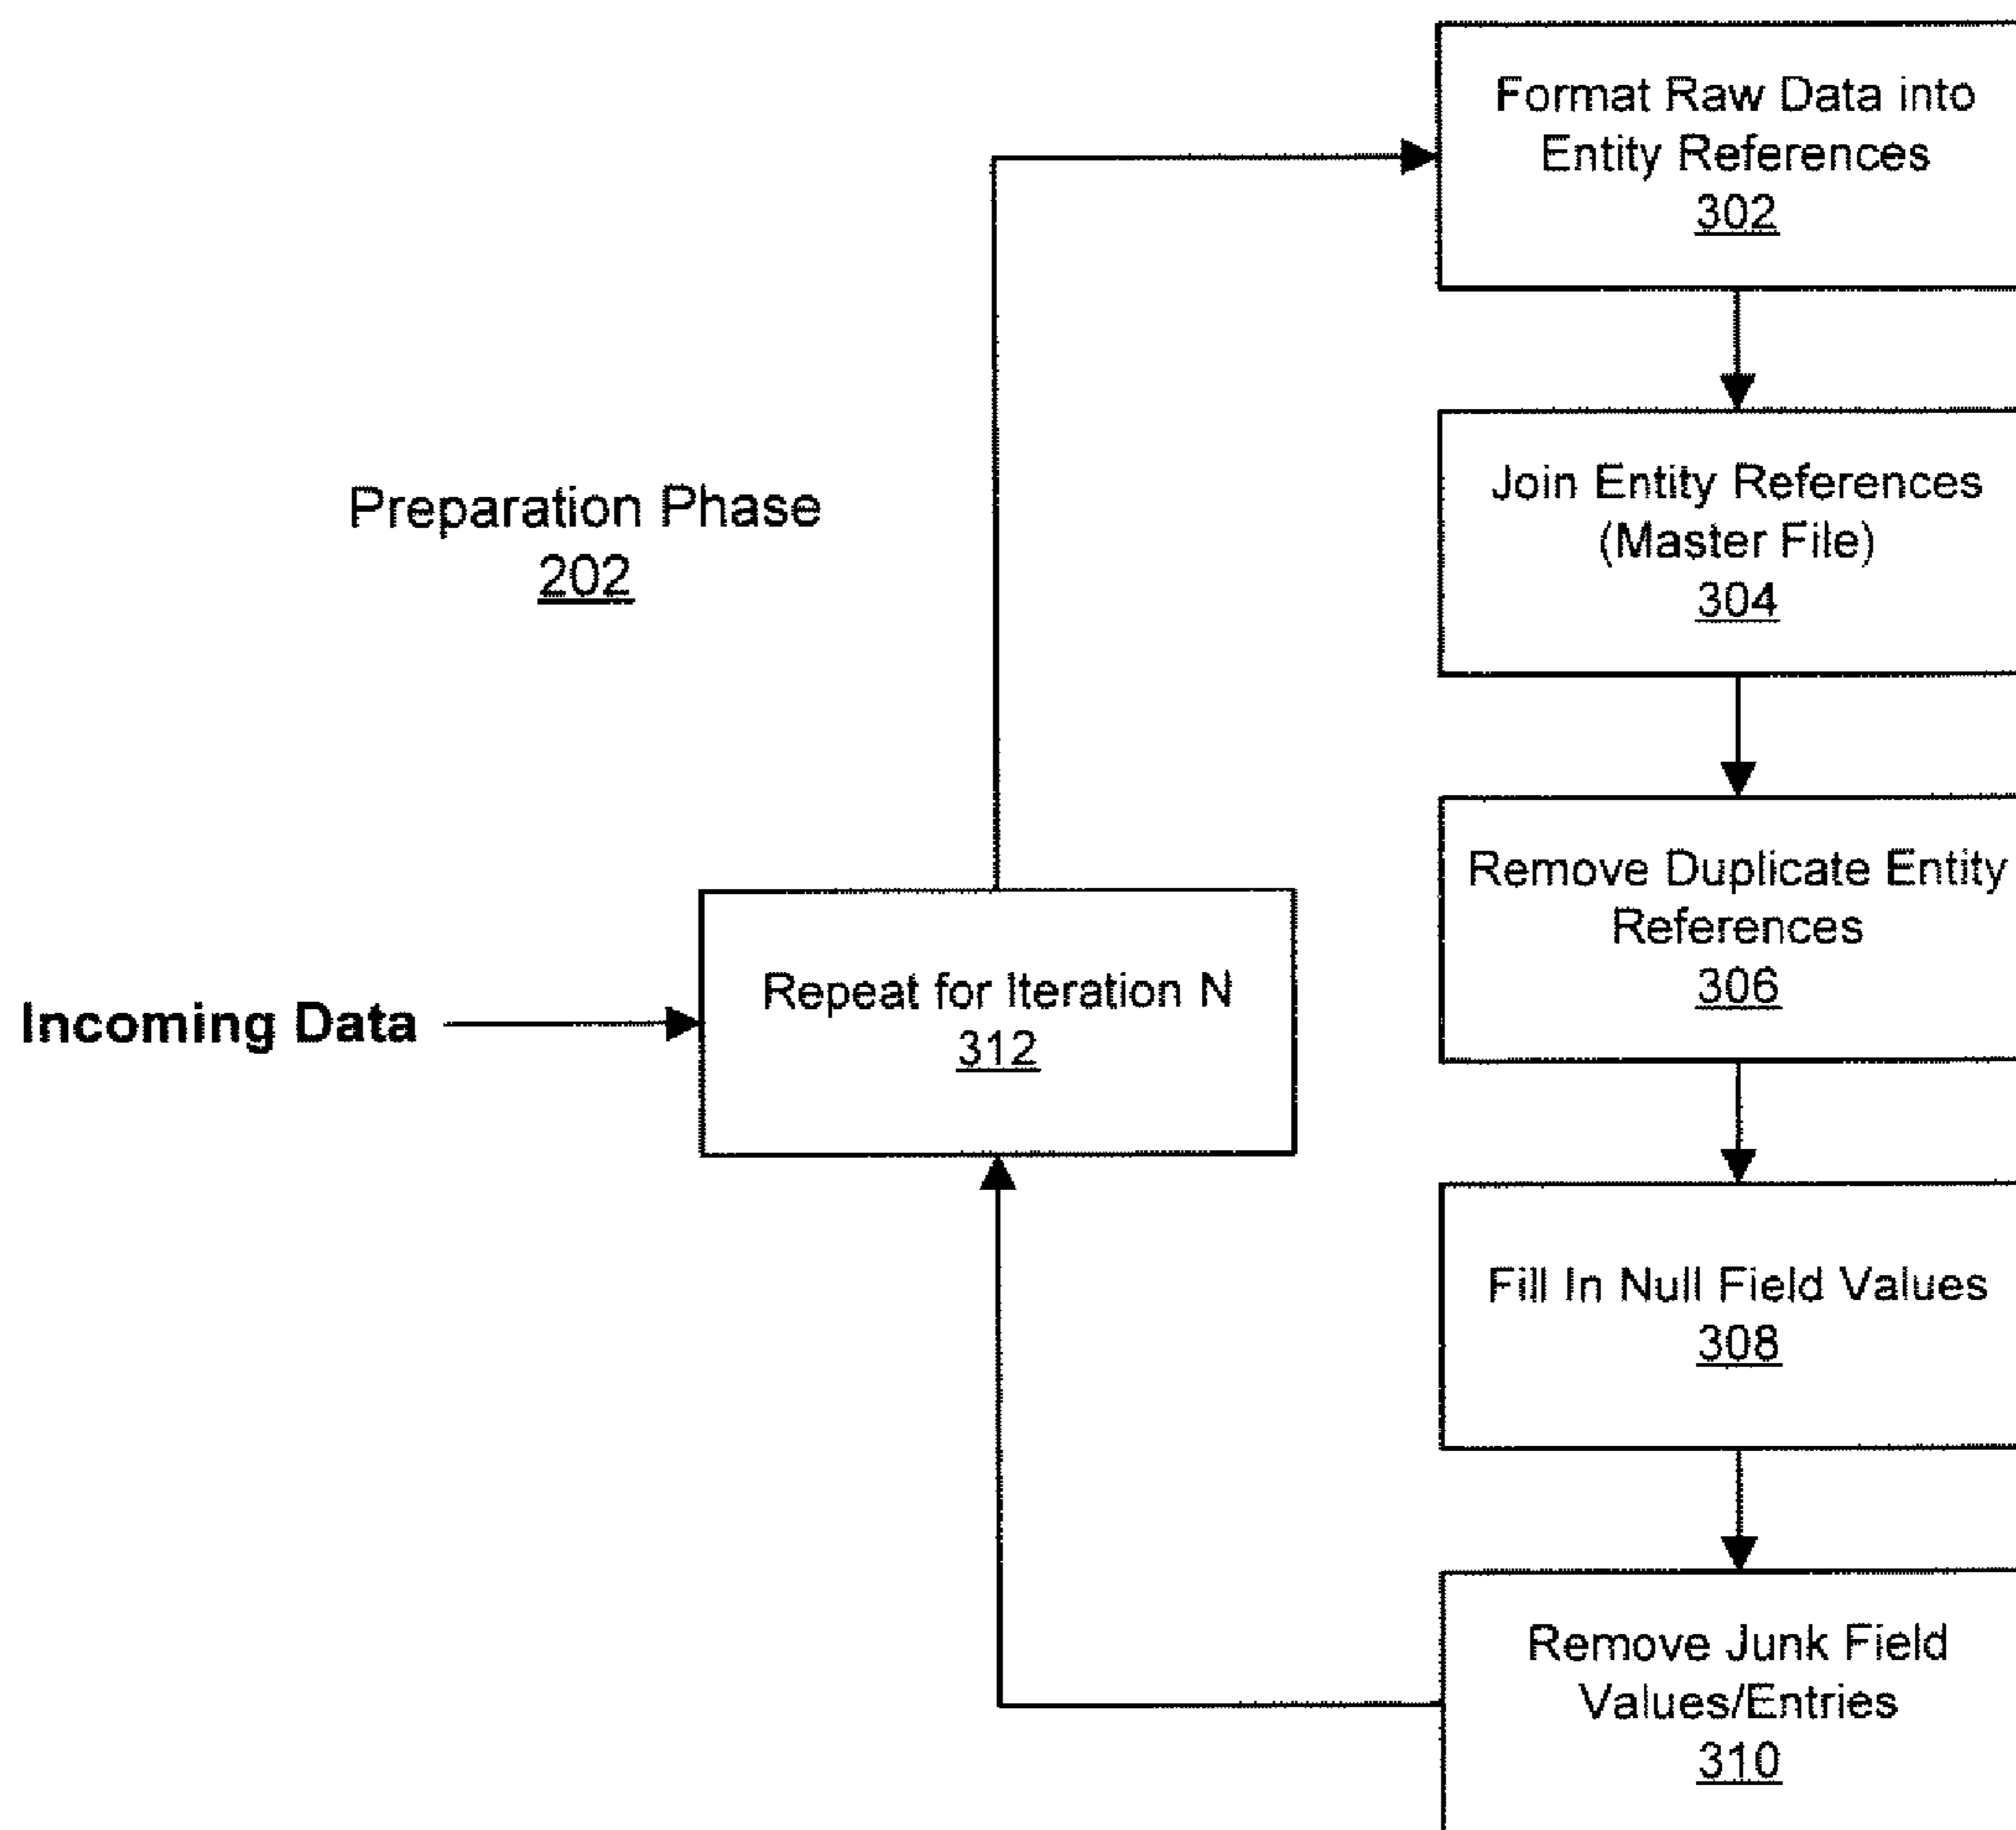 Format Raw Data into
Entity References
302
Join Entity References
(Master File)
304
Preparation Phase
202
Remove Duplicate Entity
References
306
Incoming Data
Repeat for Iteration N
312
Fill In Null Field Values
308
Remove Junk Field
Values/Entries
310